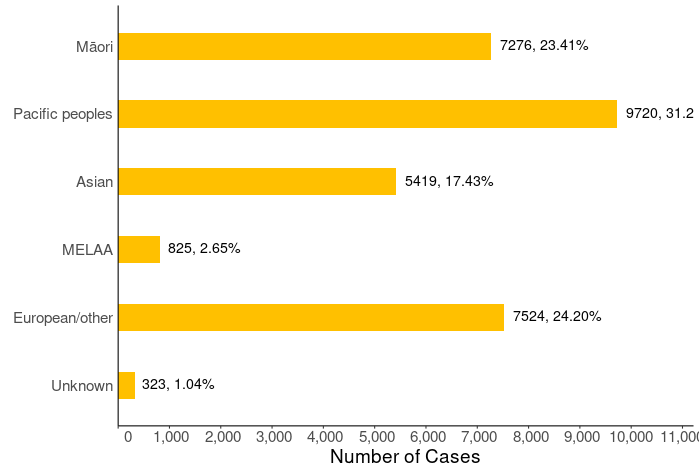 Māori 7276, 23.41%
Pacific peoples 9720, 31.2
Asian 5419, 17.43%
MELAA 825, 2.65%
European/other 7524, 24.20%
Unknown 323, 1.04%
0 1,000 2,000 3,000 4,000 5,000 6,000 7,000 8,000 9,000 10,000 11,00
Number of Cases